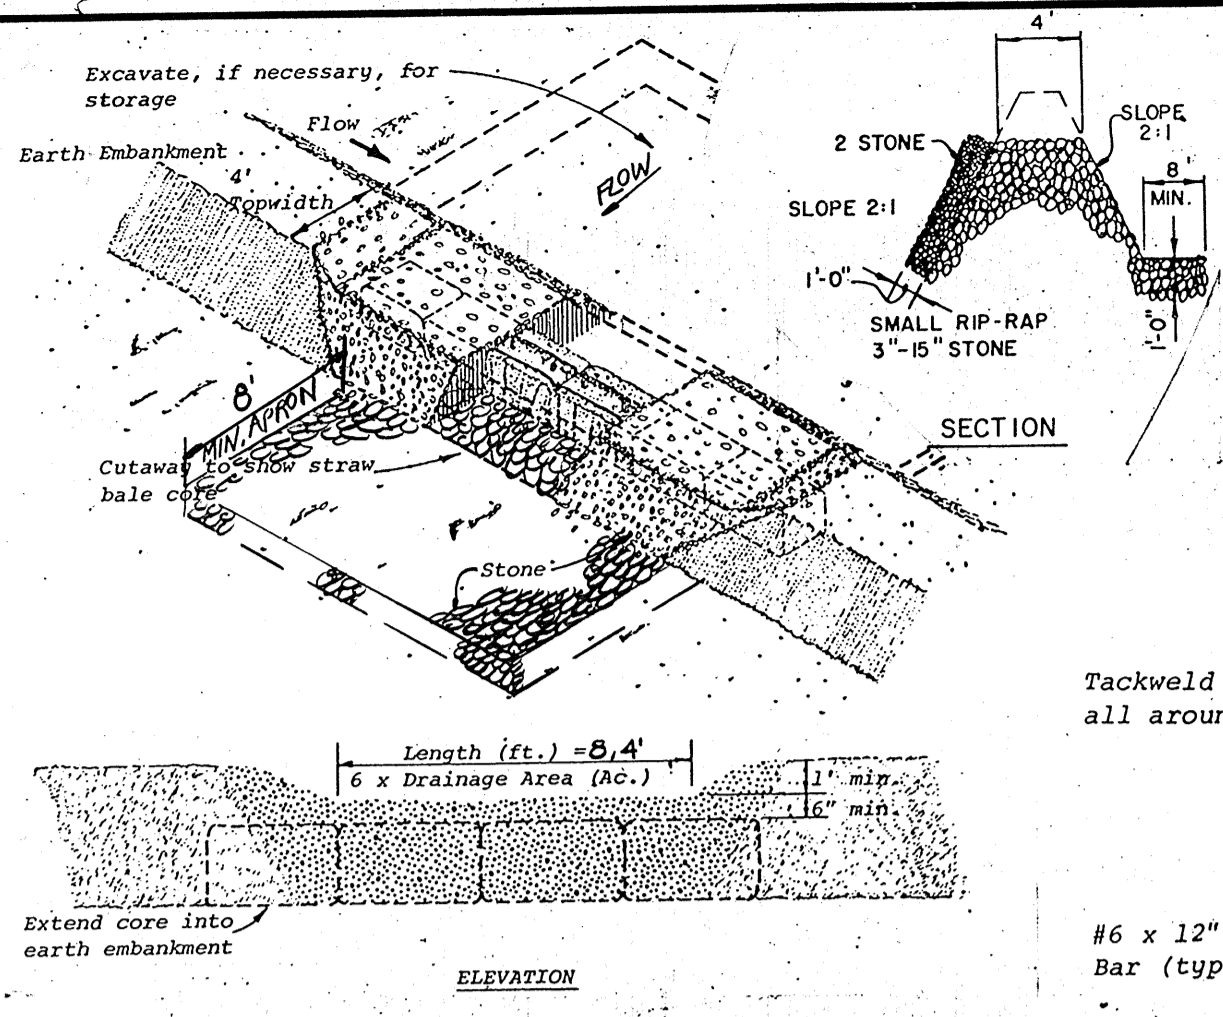 Excavate, if necessary, for
storage
Flow
Earth Embankment
4'
Topwidth
FLOW
8'
MIN. APRON
Cutaway to show straw
bale core
Stone
4'
SLOPE
2:1
2 STONE
8'
MIN.
SLOPE 2:1
1'-0"
SMALL RIP-RAP
3"-15" STONE
1'-0"
SECTION
Tackweld
all aroun
Length (ft.) = 8,4'
6 x Drainage Area (Ac.)
1' min.
6" min.
Extend core into
earth embankment
ELEVATION
#6 x 12"
Bar (typ